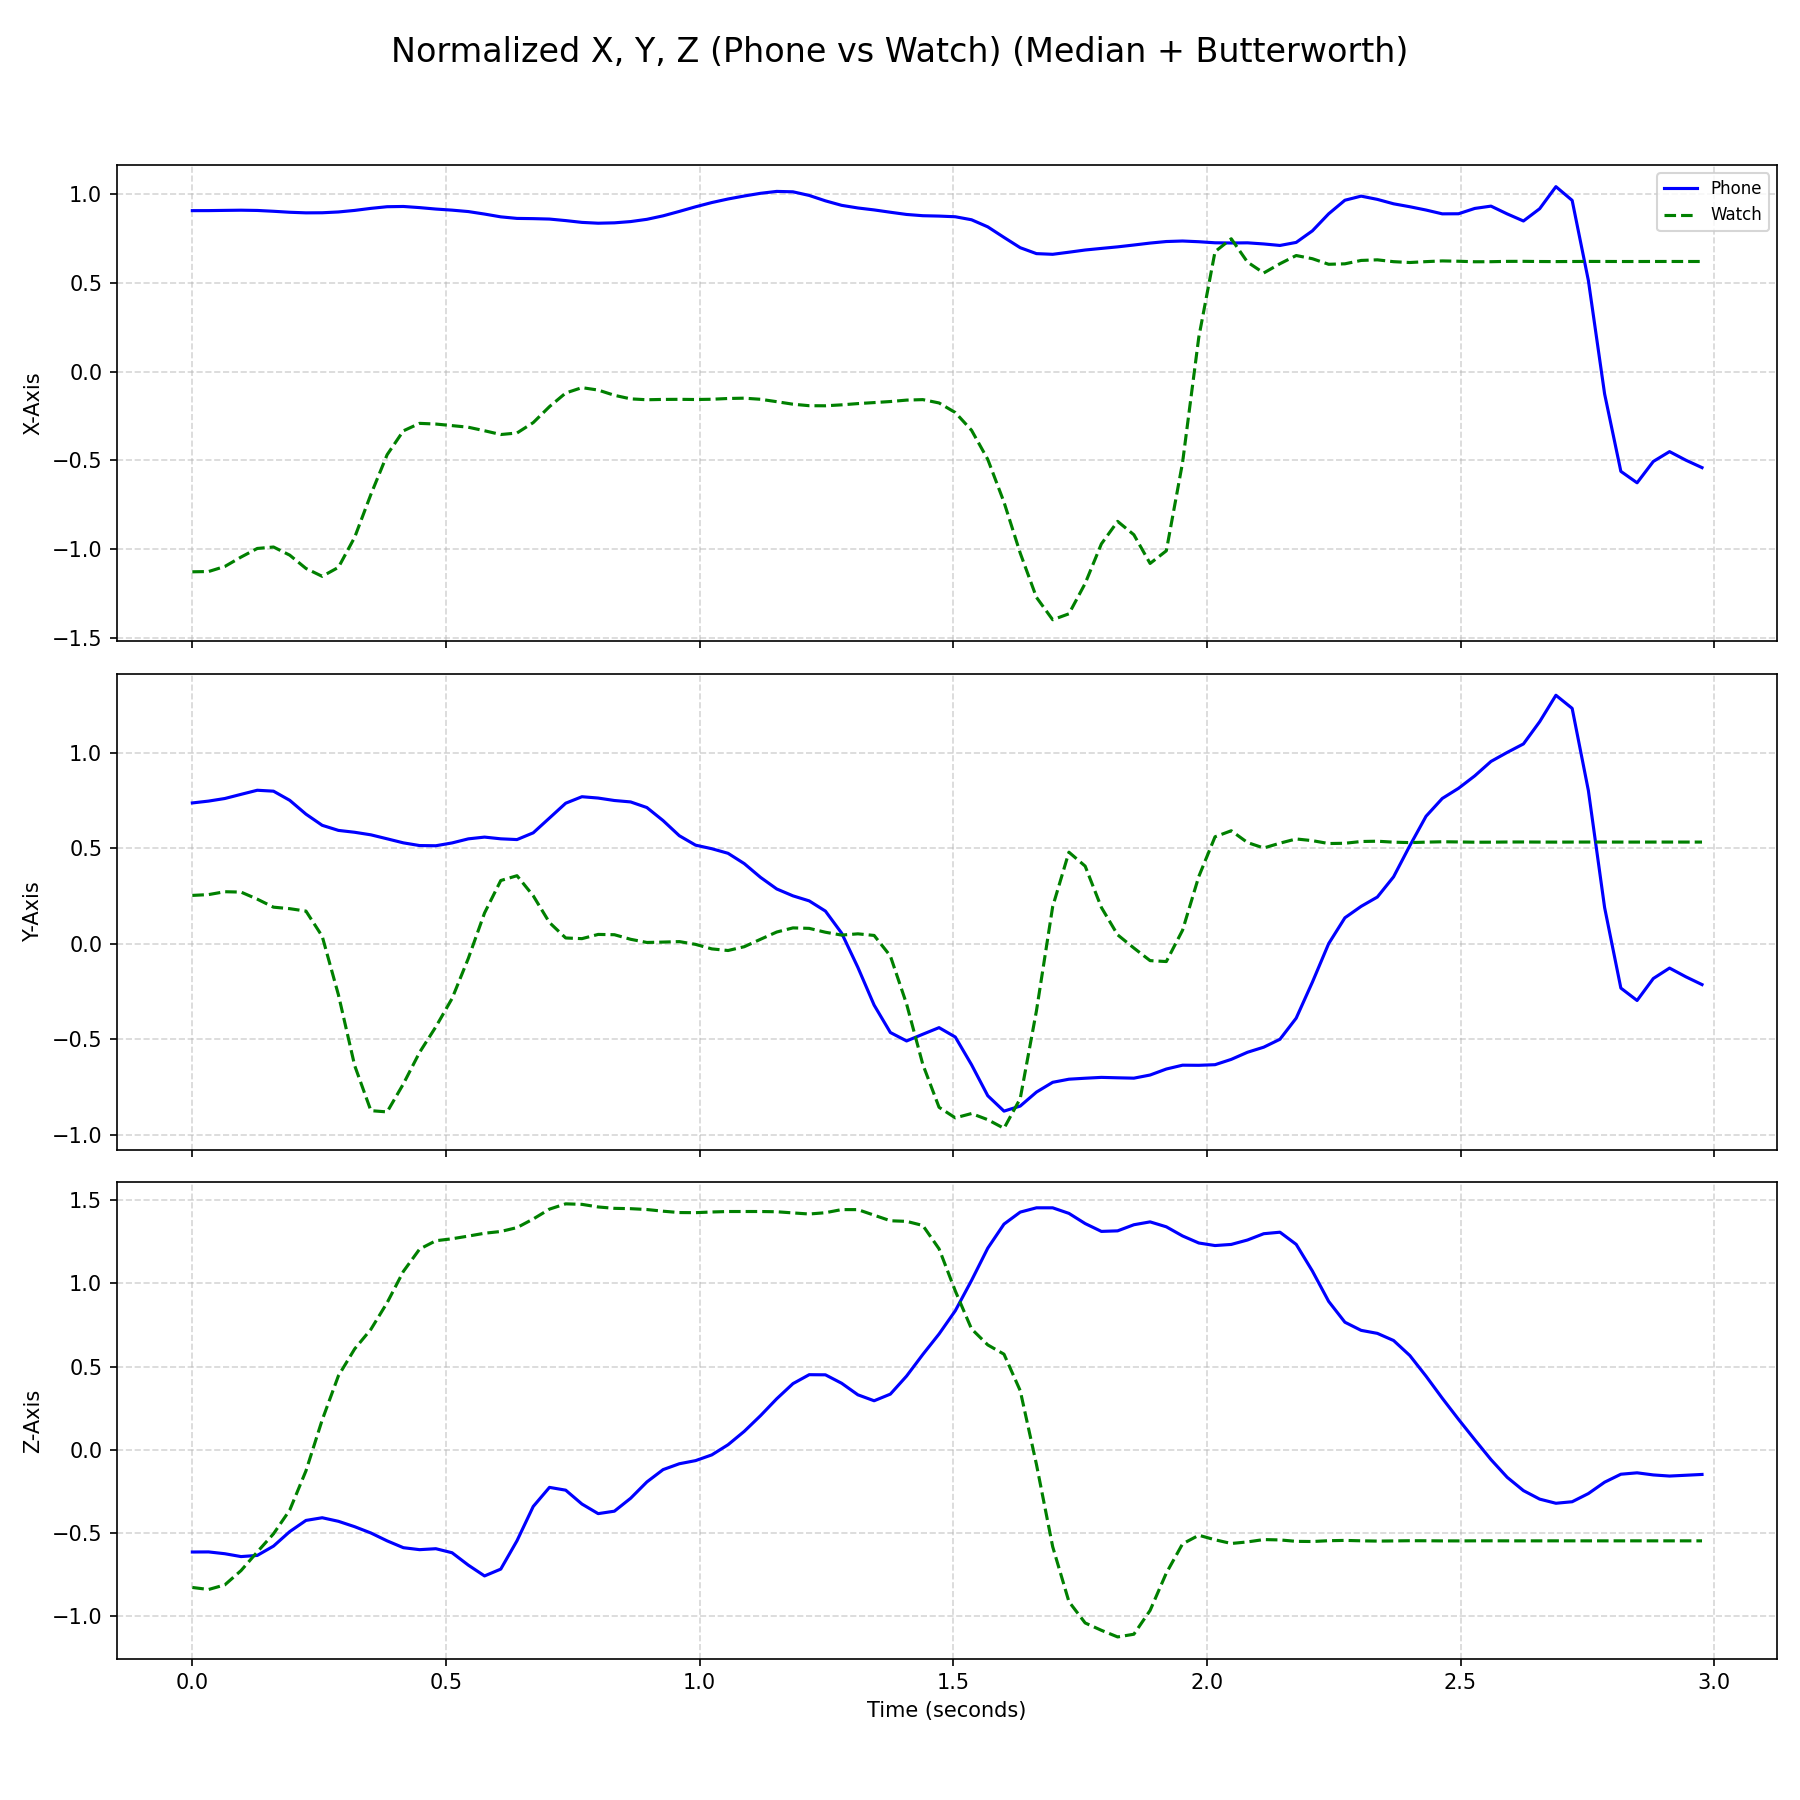 Normalized X, Y, Z (Phone vs Watch) (Median + Butterworth)
Phone
Watch
X-Axis
1.0
0.5
0.0
−0.5
−1.0
−1.5
Y-Axis
1.0
0.5
0.0
−0.5
−1.0
Z-Axis
1.5
1.0
0.5
0.0
−0.5
−1.0
0.0 0.5 1.0 1.5 2.0 2.5 3.0
Time (seconds)